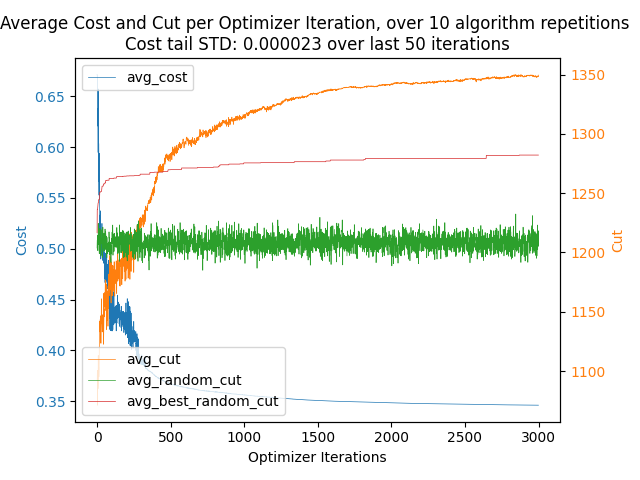 Average Cost and Cut per Optimizer Iteration, over 10 algorithm repetitions
Cost tail STD: 0.000023 over last 50 iterations
avg_cost
0.65
0.60
0.55
0.50
0.45
0.40
0.35
Cost
1350
1300
1250
1200
1150
1100
Cut
avg_cut
avg_random_cut
avg_best_random_cut
0
500
1000
1500
2000
2500
3000
Optimizer Iterations